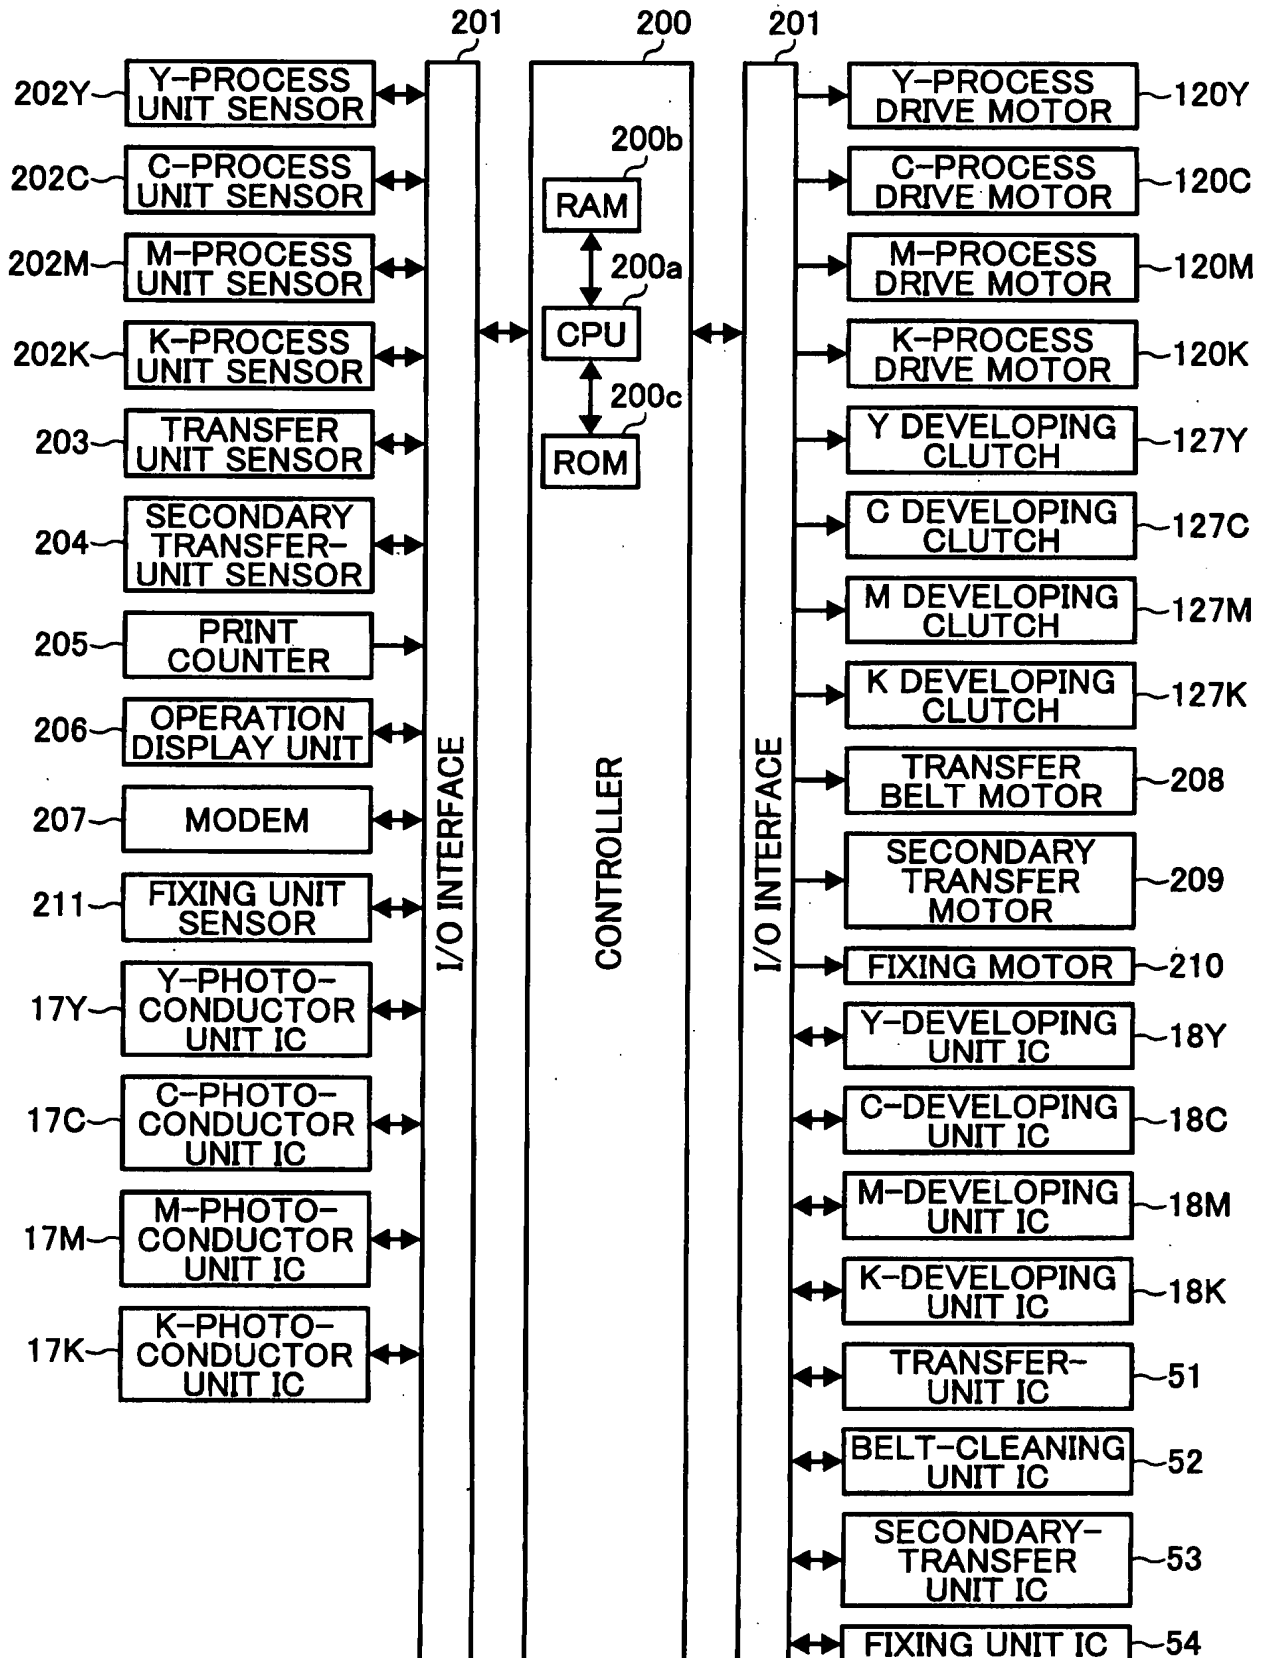 201
200
201
202Y
Y-PROCESS
UNIT SENSOR
202C
C-PROCESS
UNIT SENSOR
202M
M-PROCESS
UNIT SENSOR
202K
K-PROCESS
UNIT SENSOR
203
TRANSFER
UNIT SENSOR
204
SECONDARY
TRANSFER-
UNIT SENSOR
205
PRINT
COUNTER
206
OPERATION
DISPLAY UNIT
207
MODEM
211
FIXING UNIT
SENSOR
17Y
Y-PHOTO-
CONDUCTOR
UNIT IC
17C
C-PHOTO-
CONDUCTOR
UNIT IC
17M
M-PHOTO-
CONDUCTOR
UNIT IC
17K
K-PHOTO-
CONDUCTOR
UNIT IC
I/O INTERFACE
200b
RAM
200a
CPU
200c
ROM
CONTROLLER
I/O INTERFACE
Y-PROCESS
DRIVE MOTOR
120Y
C-PROCESS
DRIVE MOTOR
120C
M-PROCESS
DRIVE MOTOR
120M
K-PROCESS
DRIVE MOTOR
120K
Y DEVELOPING
CLUTCH
127Y
C DEVELOPING
CLUTCH
127C
M DEVELOPING
CLUTCH
127M
K DEVELOPING
CLUTCH
127K
TRANSFER
BELT MOTOR
208
SECONDARY
TRANSFER
MOTOR
209
FIXING MOTOR
210
Y-DEVELOPING
UNIT IC
18Y
C-DEVELOPING
UNIT IC
18C
M-DEVELOPING
UNIT IC
18M
K-DEVELOPING
UNIT IC
18K
TRANSFER-
UNIT IC
51
BELT-CLEANING
UNIT IC
52
SECONDARY-
TRANSFER
UNIT IC
53
FIXING UNIT IC
54